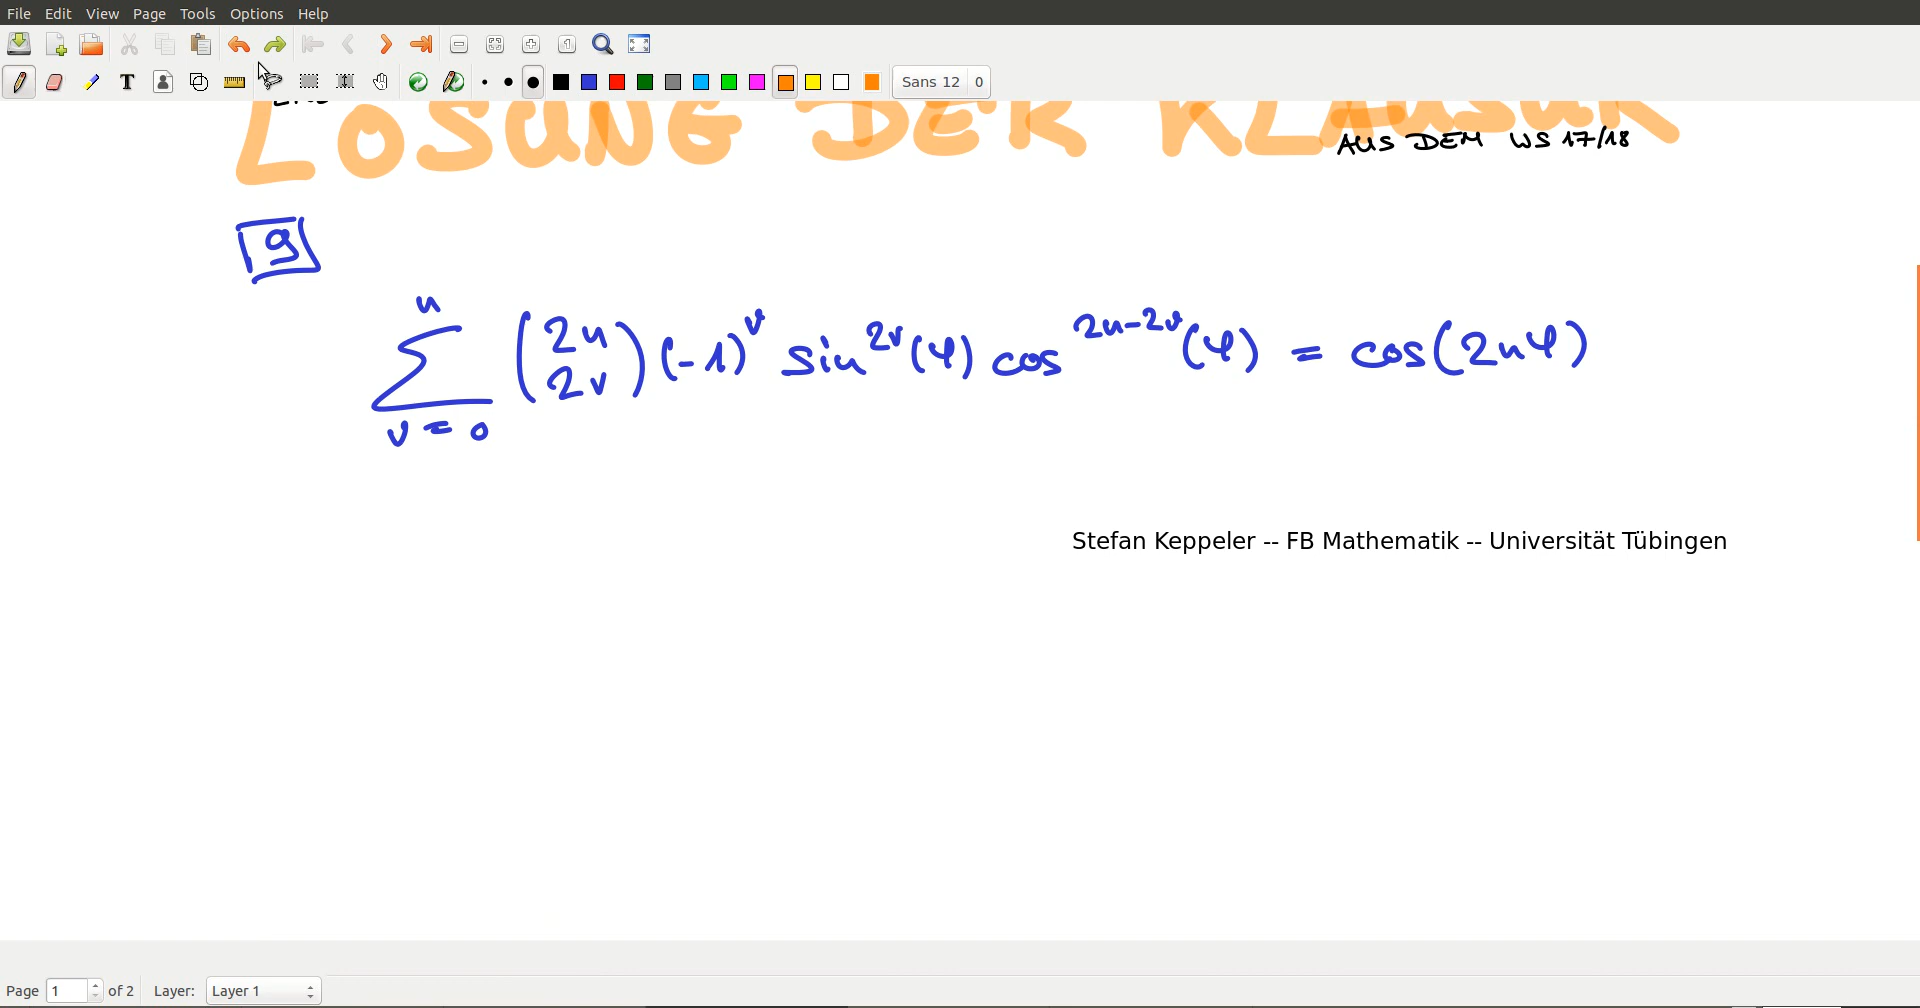 File Edit View Page Tools Options Help
Sans 12 0
LÖSUNG DER KLAUSUR
AUS DEM WS 17/18
9
n
∑ (2n 2ν) (-1)^ν sin^2ν(φ) cos^2n-2ν(φ) = cos(2nφ)
ν = 0
Stefan Keppeler -- FB Mathematik -- Universität Tübingen
Page 1 of 2 Layer: Layer 1